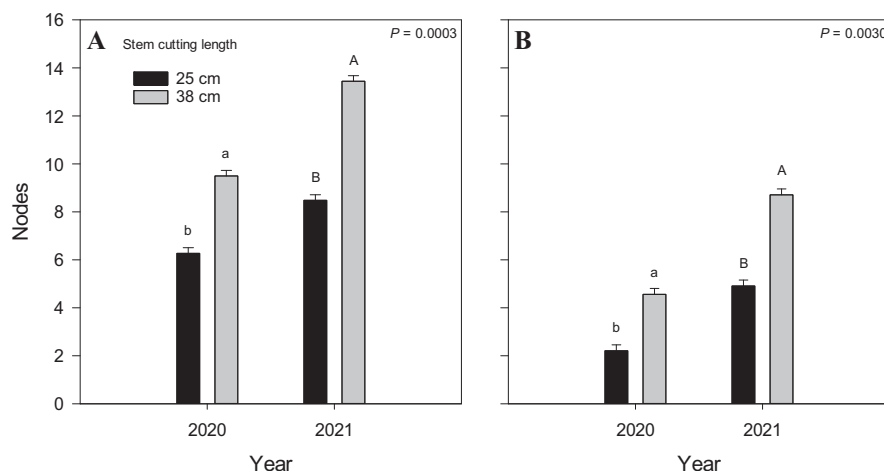 16
14
12
10
8
6
4
2
0
Nodes
A
Stem cutting length
25 cm
38 cm
P = 0.0003
b
a
B
A
2020
2021
Year
B
P = 0.0030
b
a
B
A
2020
2021
Year